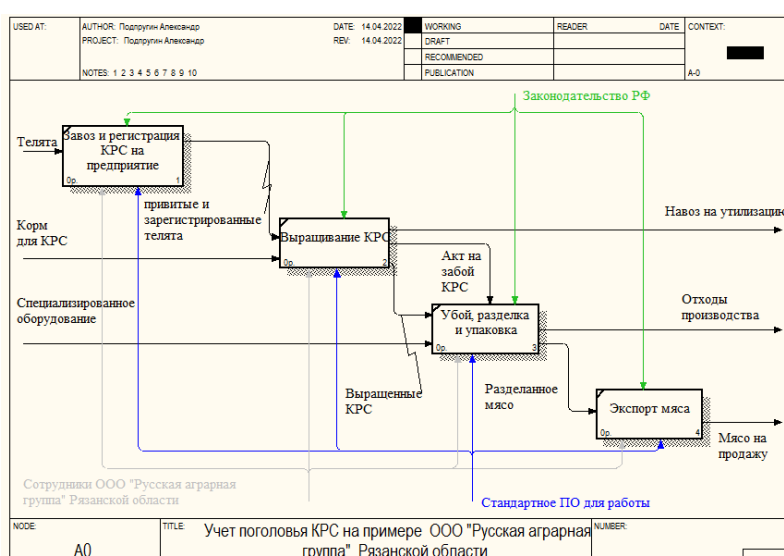 USED AT:
AUTHOR: Подпругин Александр
DATE: 14.04.2022
WORKING
READER
DATE
CONTEXT:
PROJECT: Подпругин Александр
REV: 14.04.2022
DRAFT
RECOMMENDED
NOTES: 1 2 3 4 5 6 7 8 9 10
PUBLICATION
A-0
Законодательство РФ
Телята
Завоз и регистрация
КРС на
предприятие
0р.
1
привитые и
зарегистрированные
телята
Навоз на утилизацию
Корм
для КРС
Выращивание КРС
0р.
2
Акт на
забой
КРС
Специализированное
оборудование
Отходы
производства
Убой, разделка
и упаковка
0р.
3
Выращенные
КРС
Разделанное
мясо
Экспорт мяса
0р.
4
Мясо на
продажу
Сотрудники ООО "Русская аграрная
группа" Рязанской области
Стандартное ПО для работы
NODE:
TITLE:
Учет поголовья КРС на примере ООО "Русская аграрная
группа" Рязанской области
NUMBER:
A0